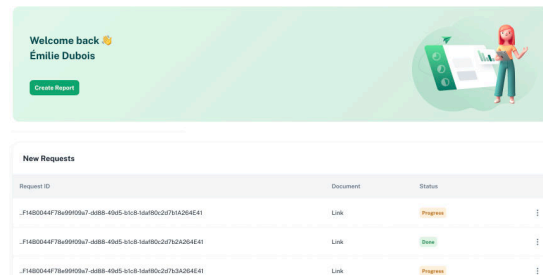 Welcome back 👋
Émilie Dubois
Create Report
New Requests
Request ID Document Status
..F1480044F78e99f09a7-dd88-49d5-b1c8-1daf80c2d7b1A264E41 Link Progress
..F1480044F78e99f09a7-dd88-49d5-b1c8-1daf80c2d7b2A264E41 Link Done
..F1480044F78e99f09a7-dd88-49d5-b1c8-1daf80c2d7b3A264E41 Link Progress